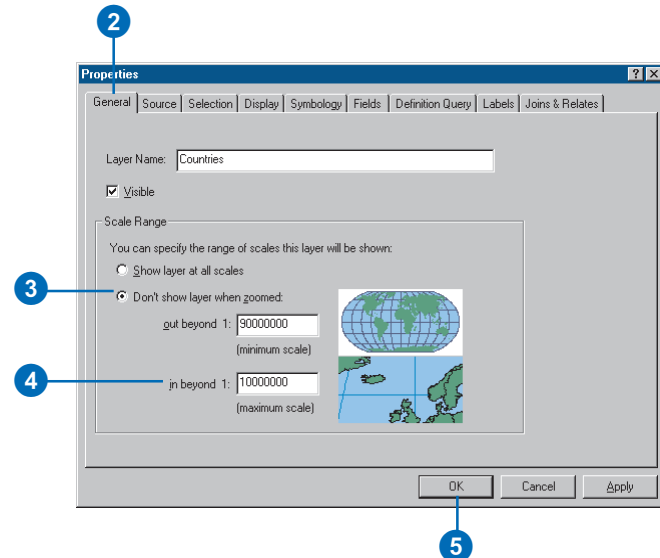 2
Properties
General Source Selection Display Symbology Fields Definition Query Labels Joins & Relates
Layer Name: Countries
Visible
Scale Range
You can specify the range of scales this layer will be shown:
Show layer at all scales
3
Don't show layer when zoomed:
out beyond 1: 90000000
(minimum scale)
4
in beyond 1: 10000000
(maximum scale)
OK Cancel Apply
5